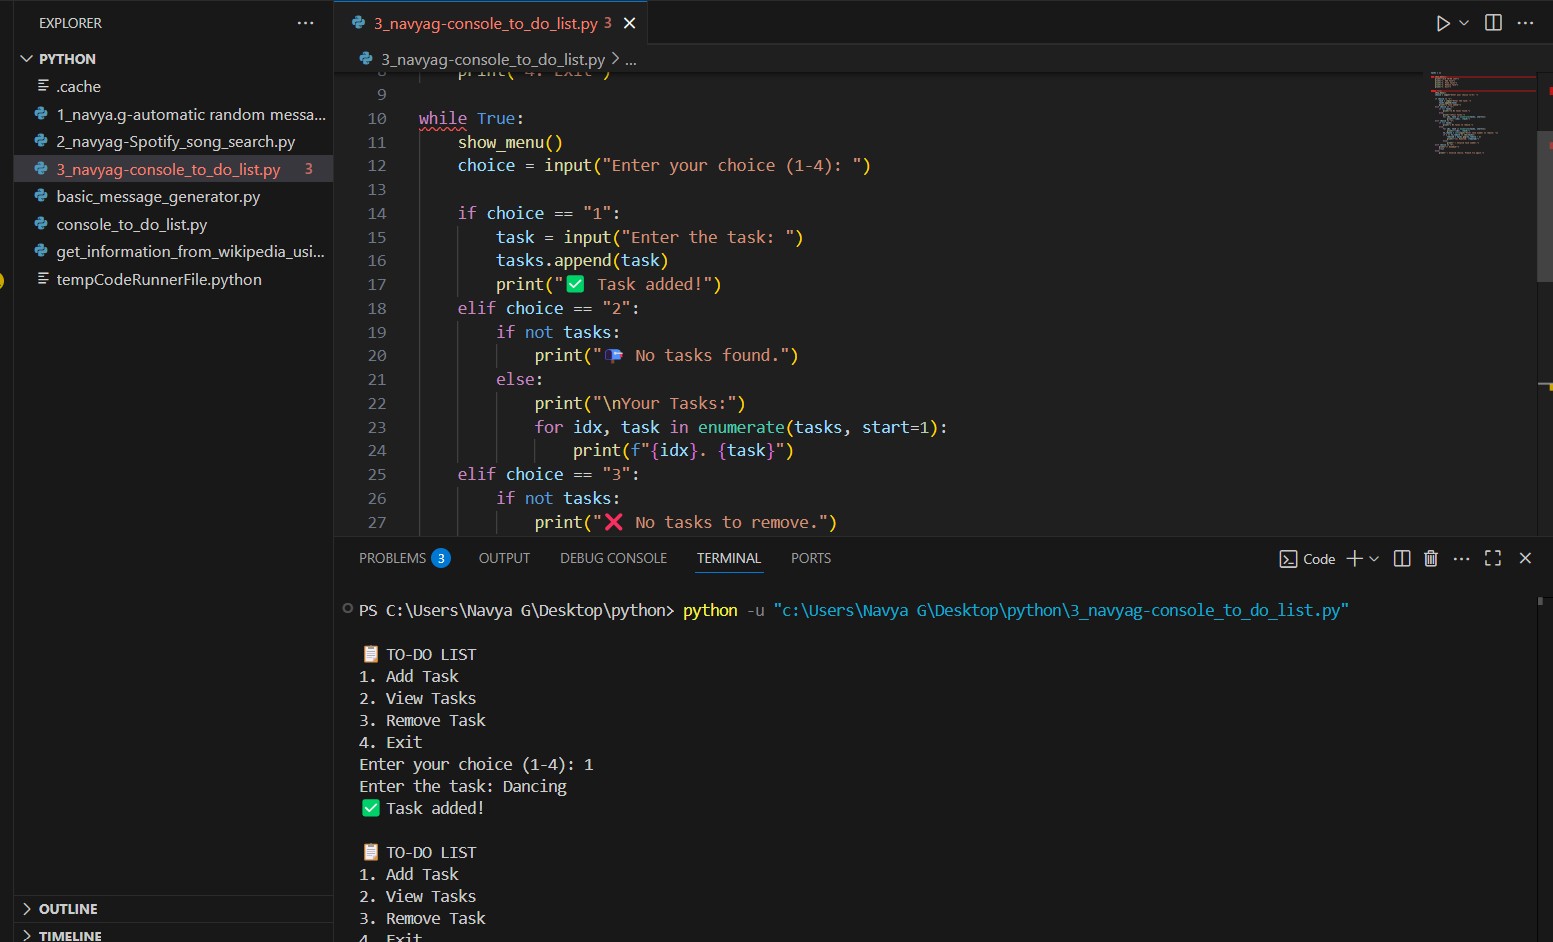 EXPLORER
PYTHON
.cache
1_navya.g-automatic random messa...
2_navyag-Spotify_song_search.py
3_navyag-console_to_do_list.py 3
basic_message_generator.py
console_to_do_list.py
get_information_from_wikipedia_usi...
tempCodeRunnerFile.python
OUTLINE
TIMELINE
3_navyag-console_to_do_list.py 3
3_navyag-console_to_do_list.py > ...
8 print("4. Exit")
9
10 while True:
11 show_menu()
12 choice = input("Enter your choice (1-4): ")
13
14 if choice == "1":
15 task = input("Enter the task: ")
16 tasks.append(task)
17 print("✅ Task added!")
18 elif choice == "2":
19 if not tasks:
20 print("📭 No tasks found.")
21 else:
22 print("\nYour Tasks:")
23 for idx, task in enumerate(tasks, start=1):
24 print(f"{idx}. {task}")
25 elif choice == "3":
26 if not tasks:
27 print("❌ No tasks to remove.")
PROBLEMS 3 OUTPUT DEBUG CONSOLE TERMINAL PORTS Code
PS C:\Users\Navya G\Desktop\python> python -u "c:\Users\Navya G\Desktop\python\3_navyag-console_to_do_list.py"
📋 TO-DO LIST
1. Add Task
2. View Tasks
3. Remove Task
4. Exit
Enter your choice (1-4): 1
Enter the task: Dancing
✅ Task added!
📋 TO-DO LIST
1. Add Task
2. View Tasks
3. Remove Task
4. Exit